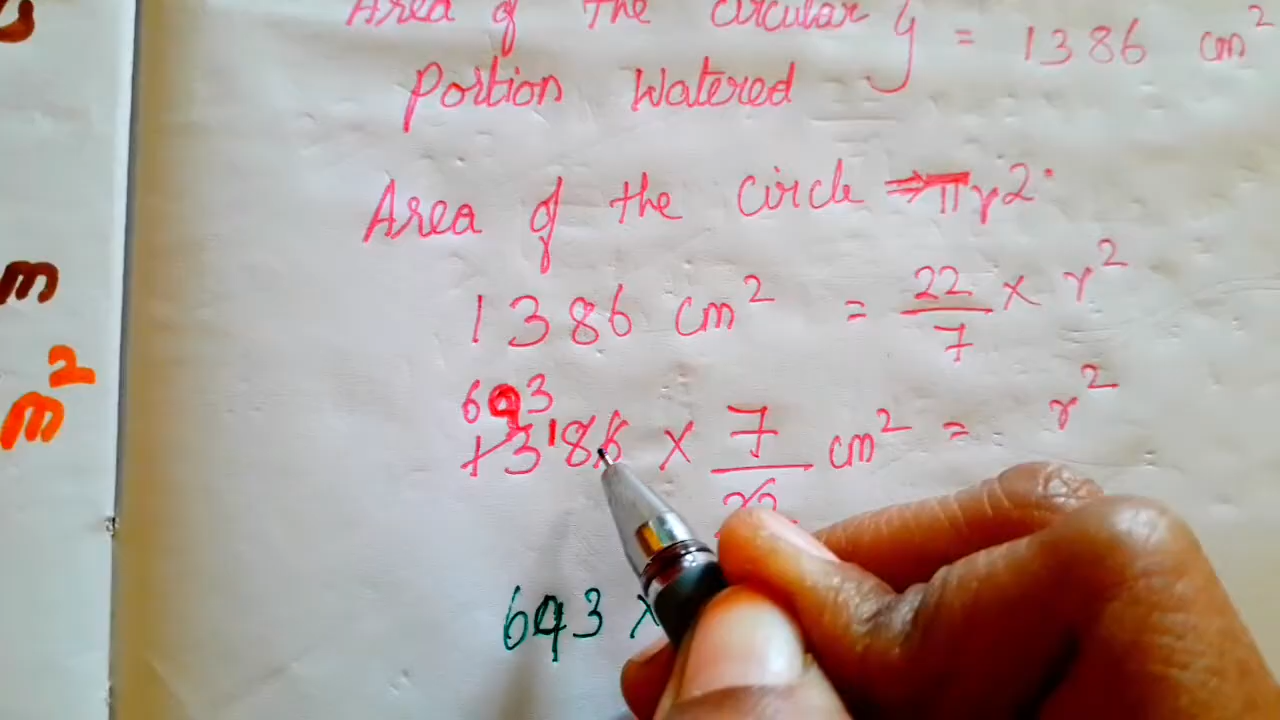 Area of the circular } = 1386 cm²
Portion Watered
Area of the circle ⇒ πr2
1386 cm² = 22/7 × r²
693
1386 × 7/22 cm² = r²
693 ×
m
m²